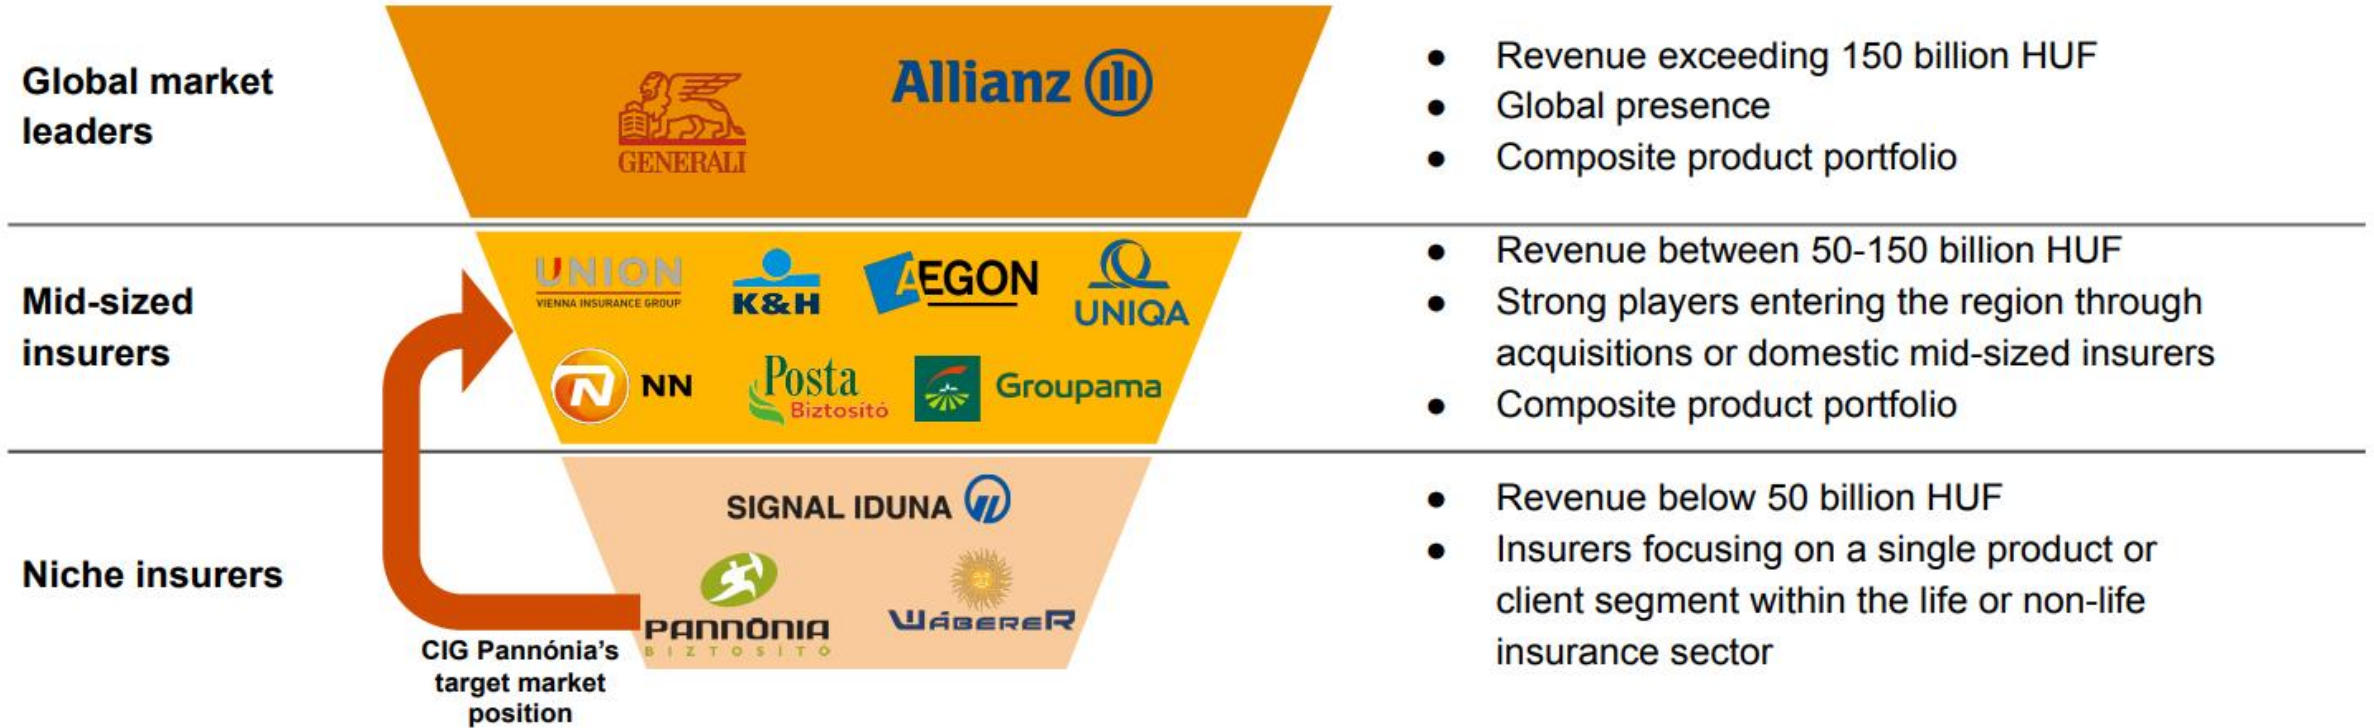 Global market
leaders
GENERALI
Allianz
● Revenue exceeding 150 billion HUF
● Global presence
● Composite product portfolio
Mid-sized
insurers
UNION
VIENNA INSURANCE GROUP
K&H
AEGON
UNIQA
NN
Posta
Biztosító
Groupama
● Revenue between 50-150 billion HUF
● Strong players entering the region through
acquisitions or domestic mid-sized insurers
● Composite product portfolio
Niche insurers
SIGNAL IDUNA
PANNÓNIA
BIZTOSÍTÓ
WÁBERER
CIG Pannónia's
target market
position
● Revenue below 50 billion HUF
● Insurers focusing on a single product or
client segment within the life or non-life
insurance sector